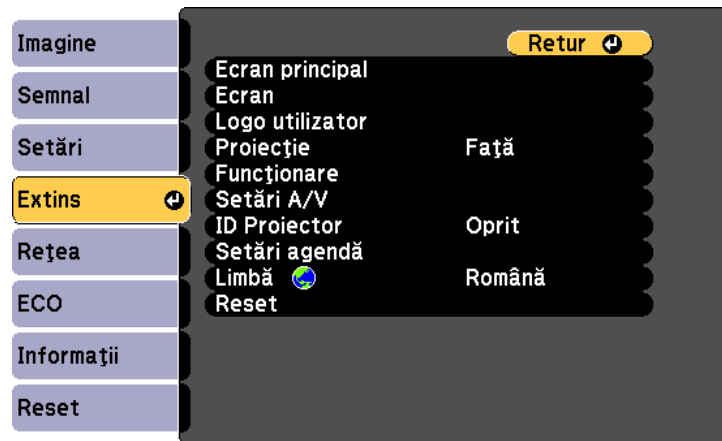 Imagine
Semnal
Setări
Extins
Reţea
ECO
Informaţii
Reset
Retur
Ecran principal
Ecran
Logo utilizator
Proiecţie Faţă
Funcţionare
Setări A/V
ID Proiector Oprit
Setări agendă
Limbă Română
Reset